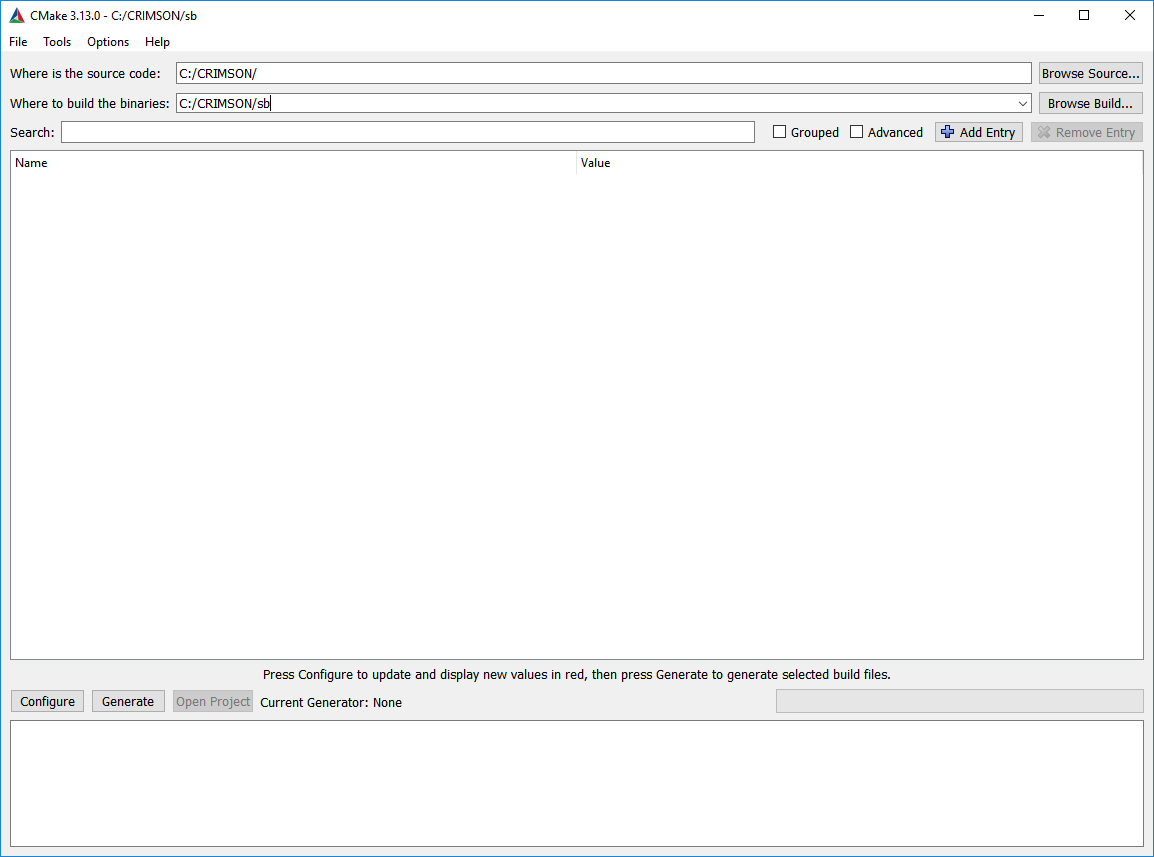 CMake 3.13.0 - C:/CRIMSON/sb
File Tools Options Help
Where is the source code: C:/CRIMSON/ Browse Source...
Where to build the binaries: C:/CRIMSON/sb Browse Build...
Search: Grouped Advanced Add Entry Remove Entry
Name Value
Press Configure to update and display new values in red, then press Generate to generate selected build files.
Configure Generate Open Project Current Generator: None